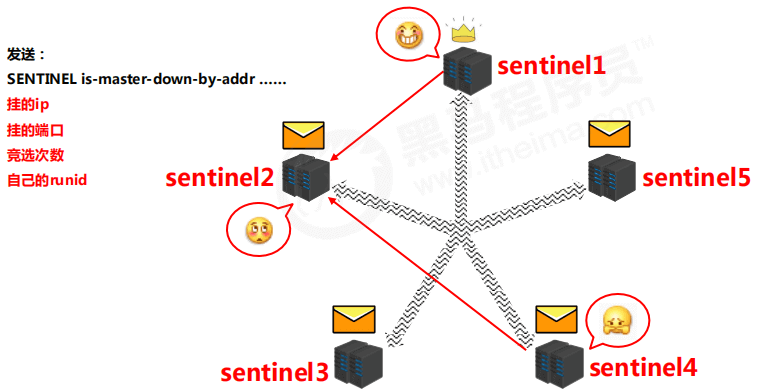 发送：
SENTINEL is-master-down-by-addr ……
挂的ip
挂的端口
竞选次数
自己的runid
sentinel1
sentinel2
sentinel5
sentinel3
sentinel4
黑马程序员™
www.itheima.com